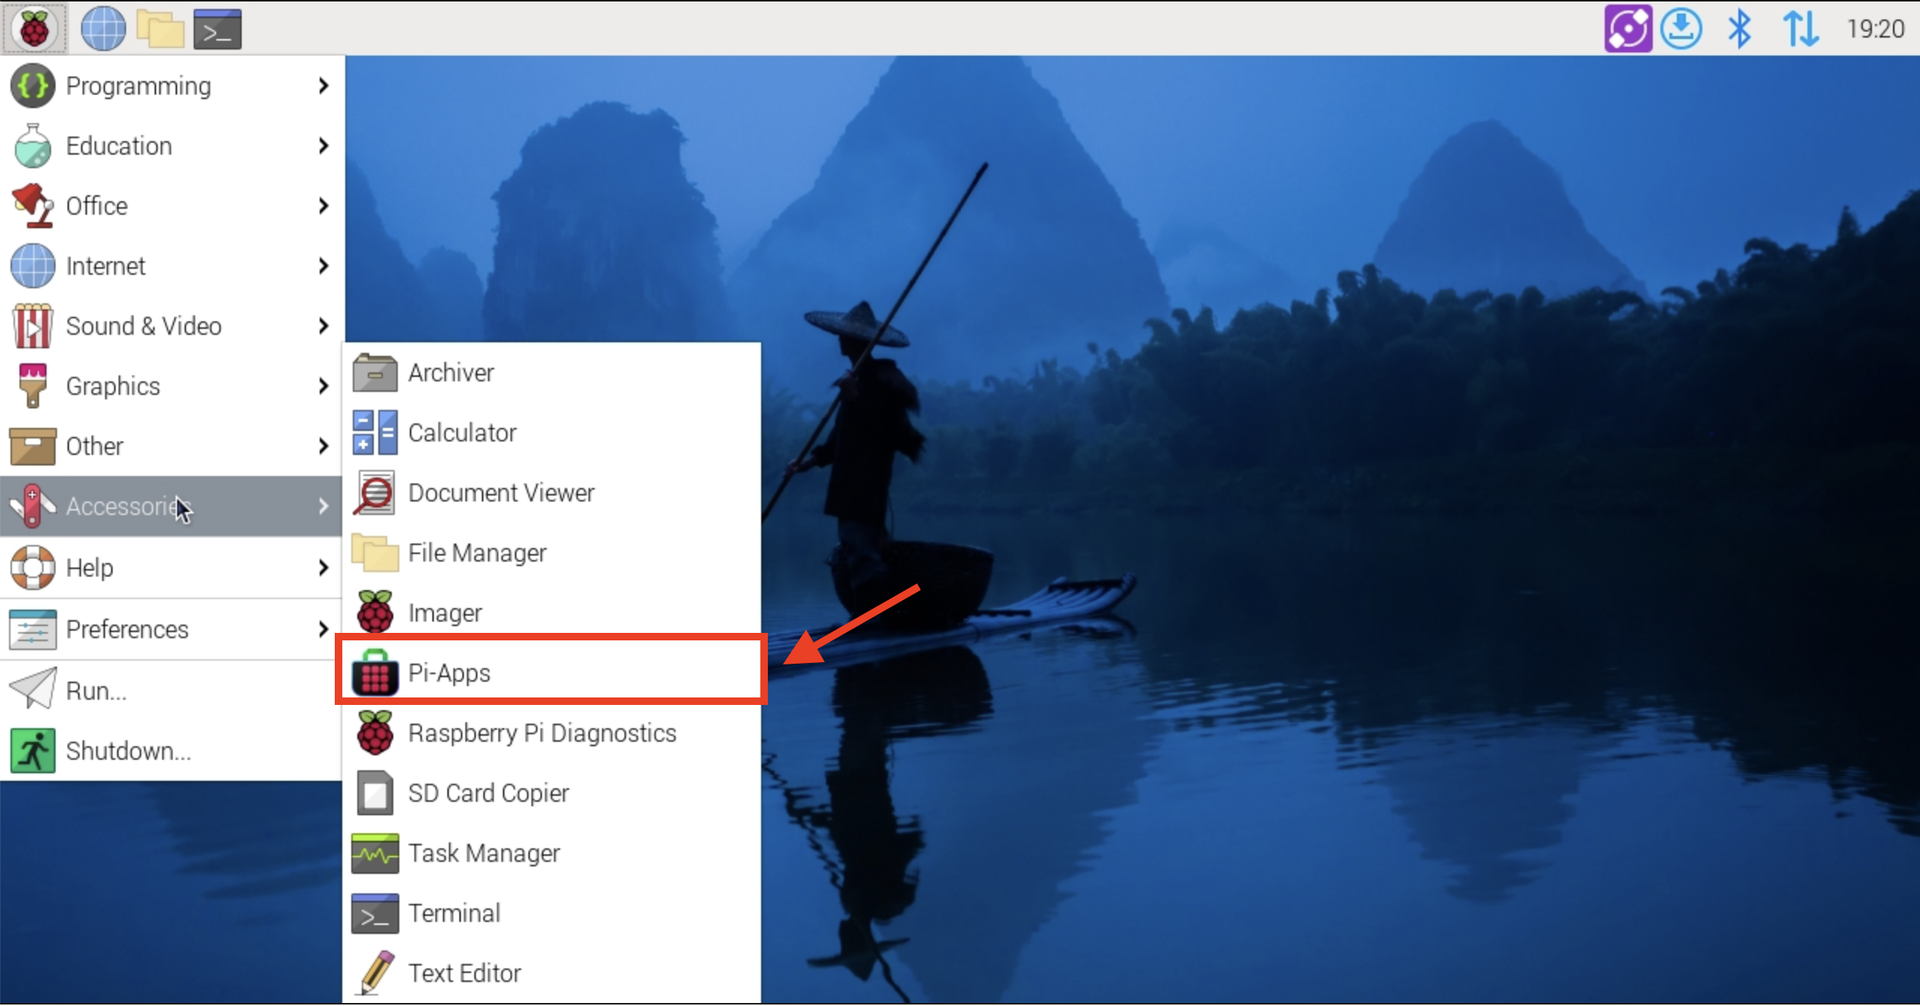 19:20
Programming
Education
Office
Internet
Sound & Video
Graphics
Other
Accessories
Help
Preferences
Run...
Shutdown...
Archiver
Calculator
Document Viewer
File Manager
Imager
Pi-Apps
Raspberry Pi Diagnostics
SD Card Copier
Task Manager
Terminal
Text Editor